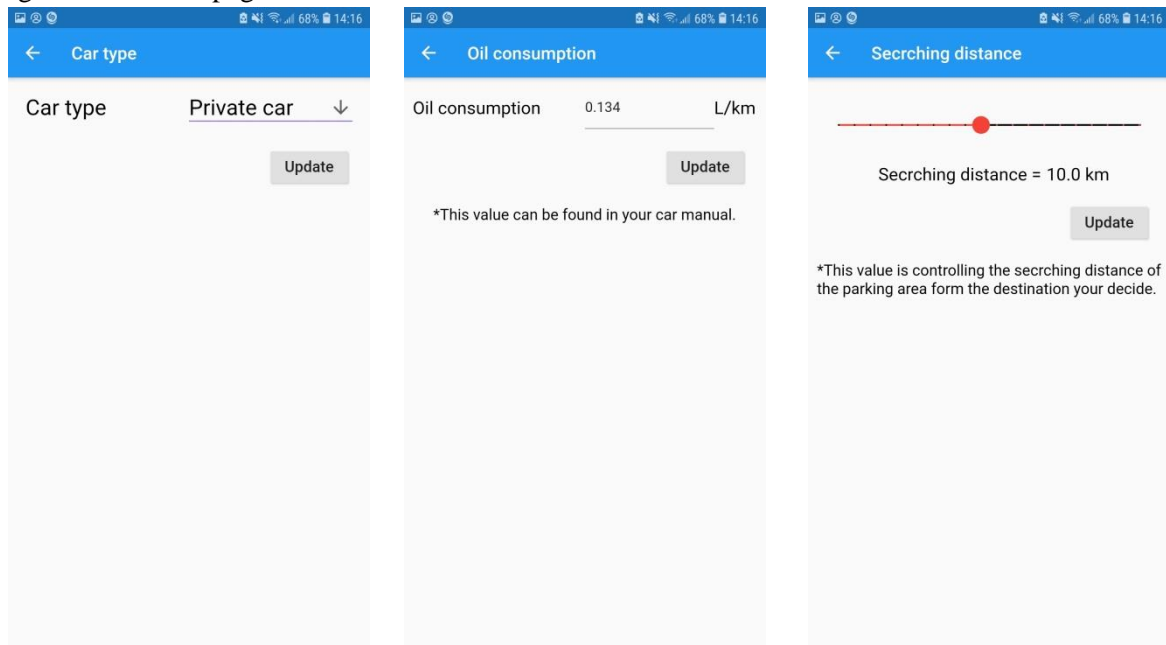 68% 14:16
Car type
Car type Private car
Update
68% 14:16
Oil consumption
Oil consumption 0.134 L/km
Update
*This value can be found in your car manual.
68% 14:16
Secrching distance
Secrching distance = 10.0 km
Update
*This value is controlling the secrching distance of
the parking area form the destination your decide.